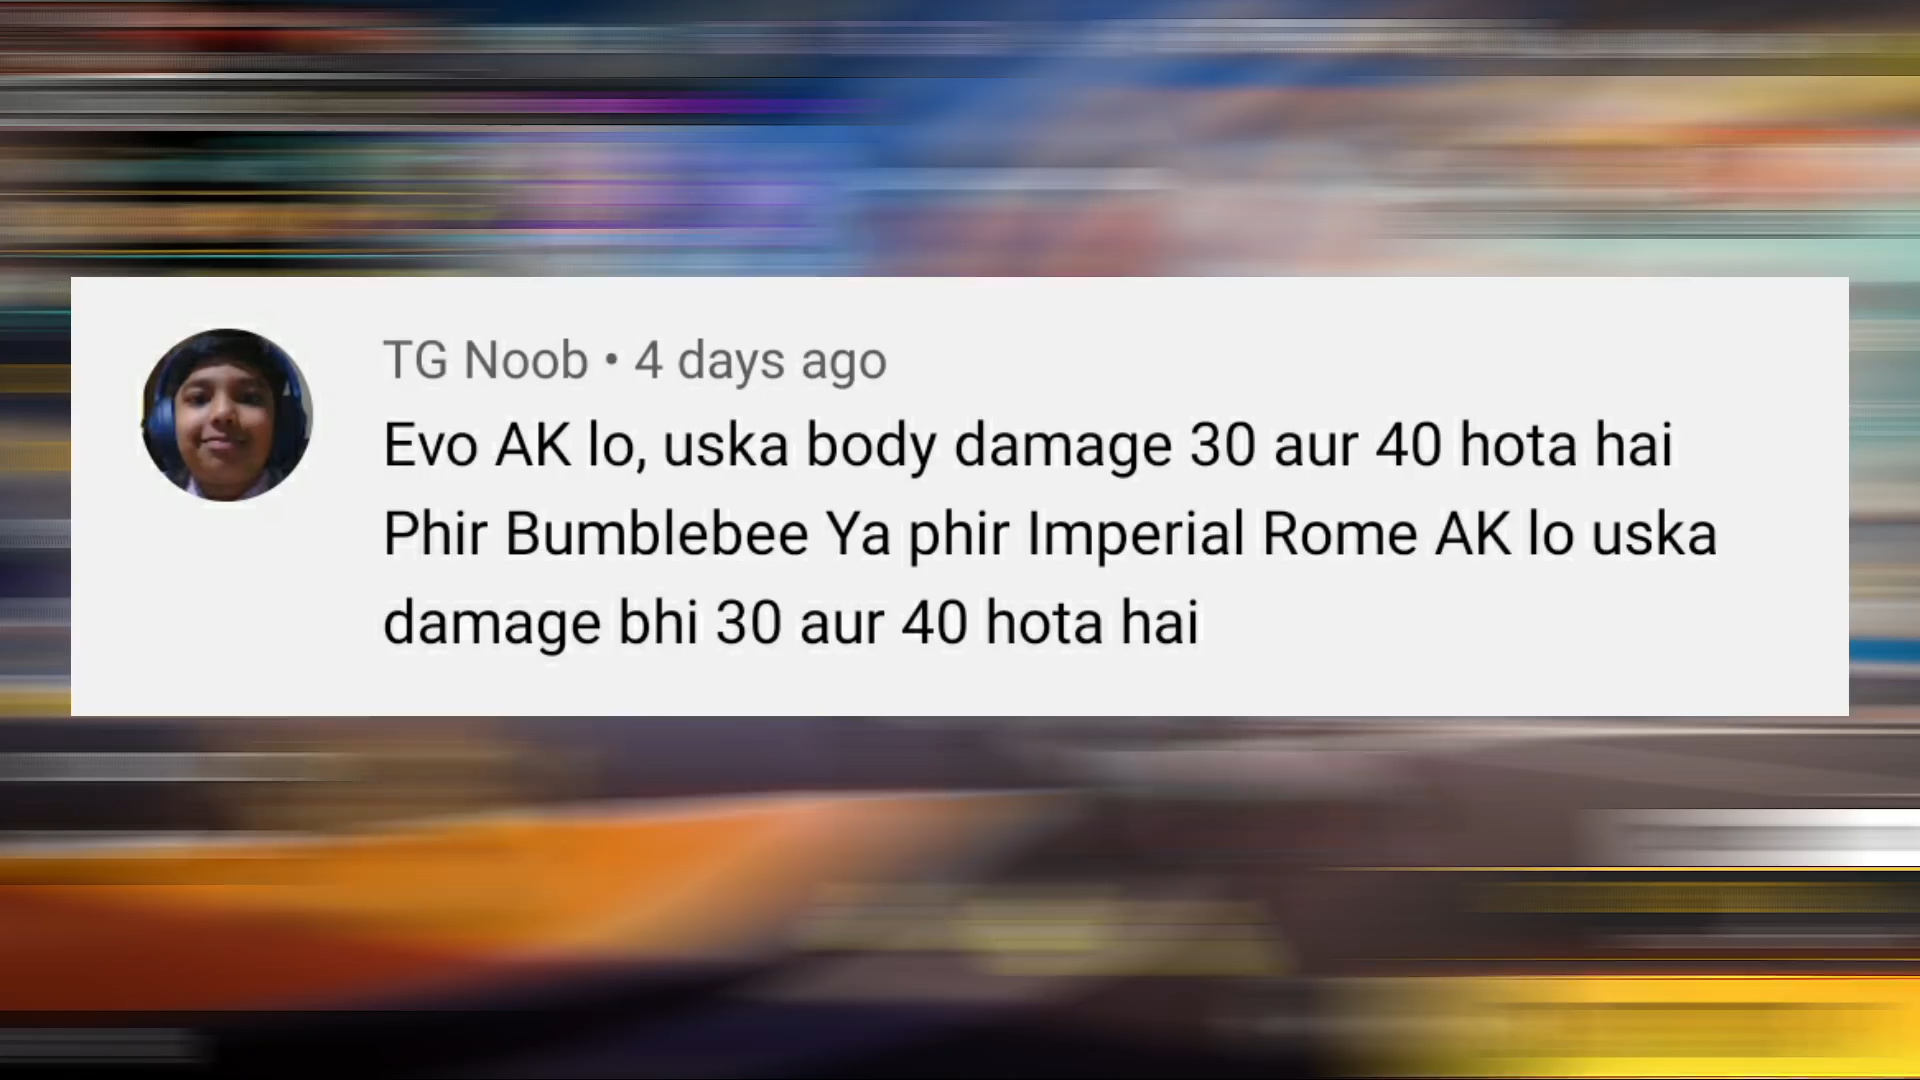 TG Noob • 4 days ago
Evo AK lo, uska body damage 30 aur 40 hota hai
Phir Bumblebee Ya phir Imperial Rome AK lo uska
damage bhi 30 aur 40 hota hai